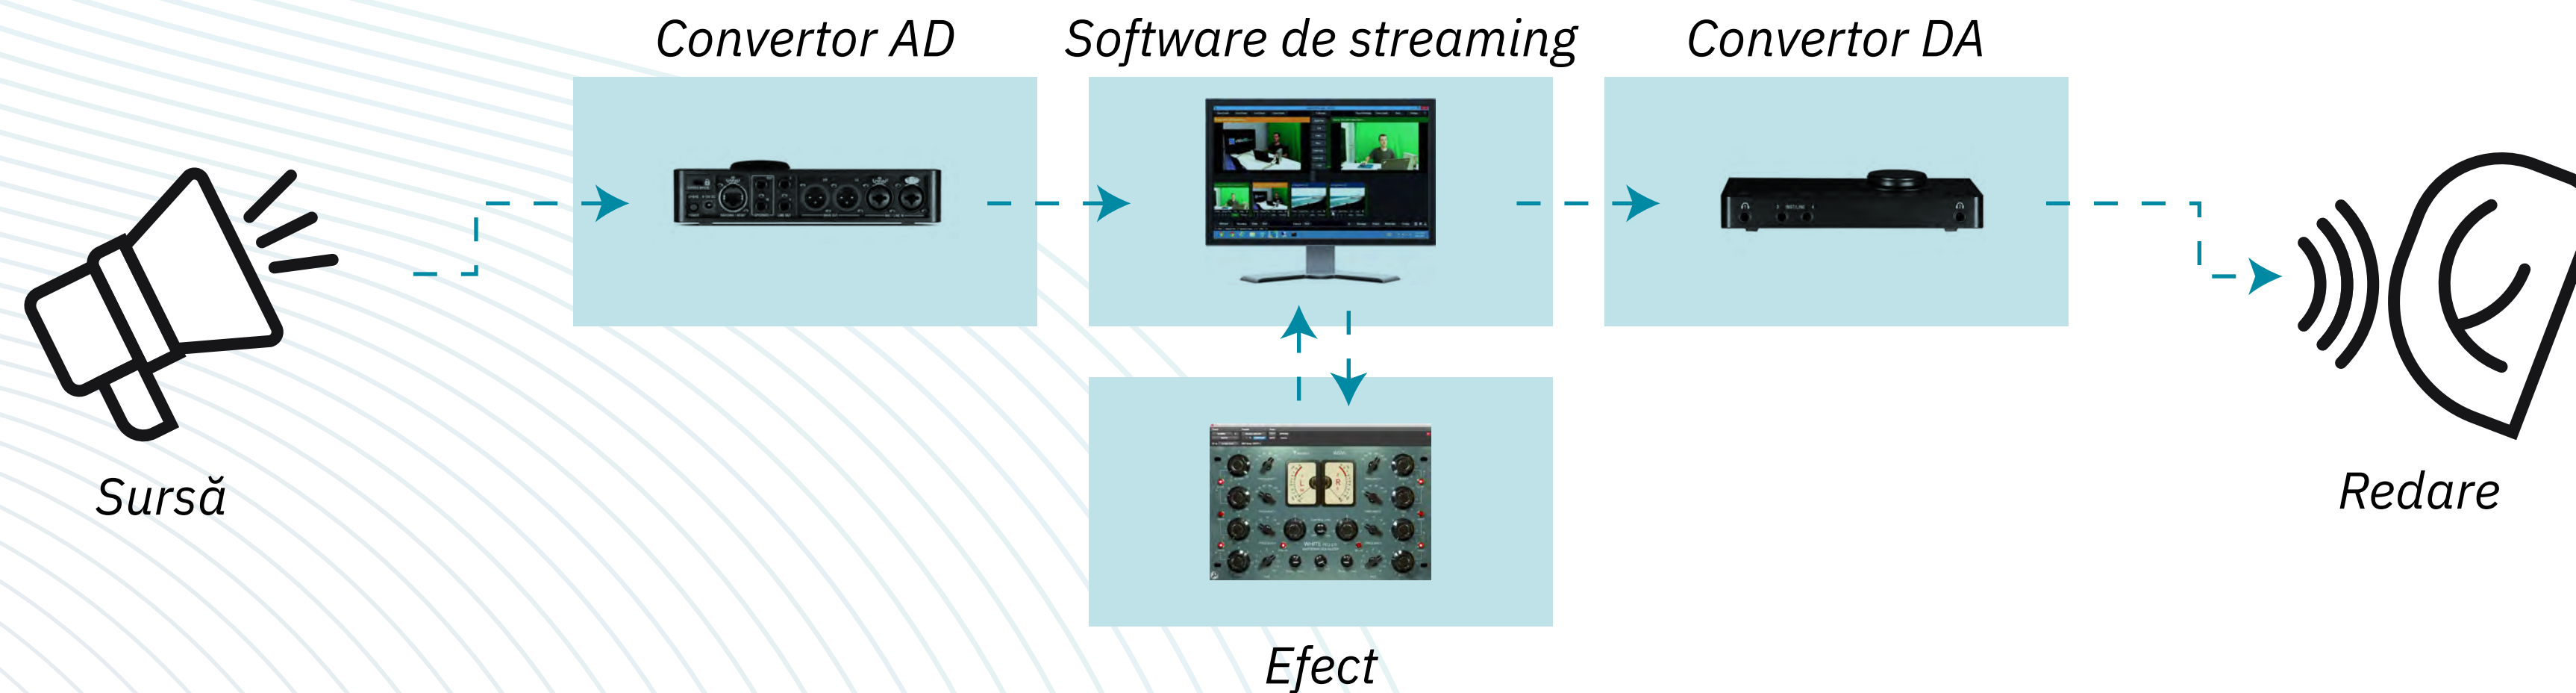 Convertor AD
Software de streaming
Convertor DA
Sursă
Redare
Efect